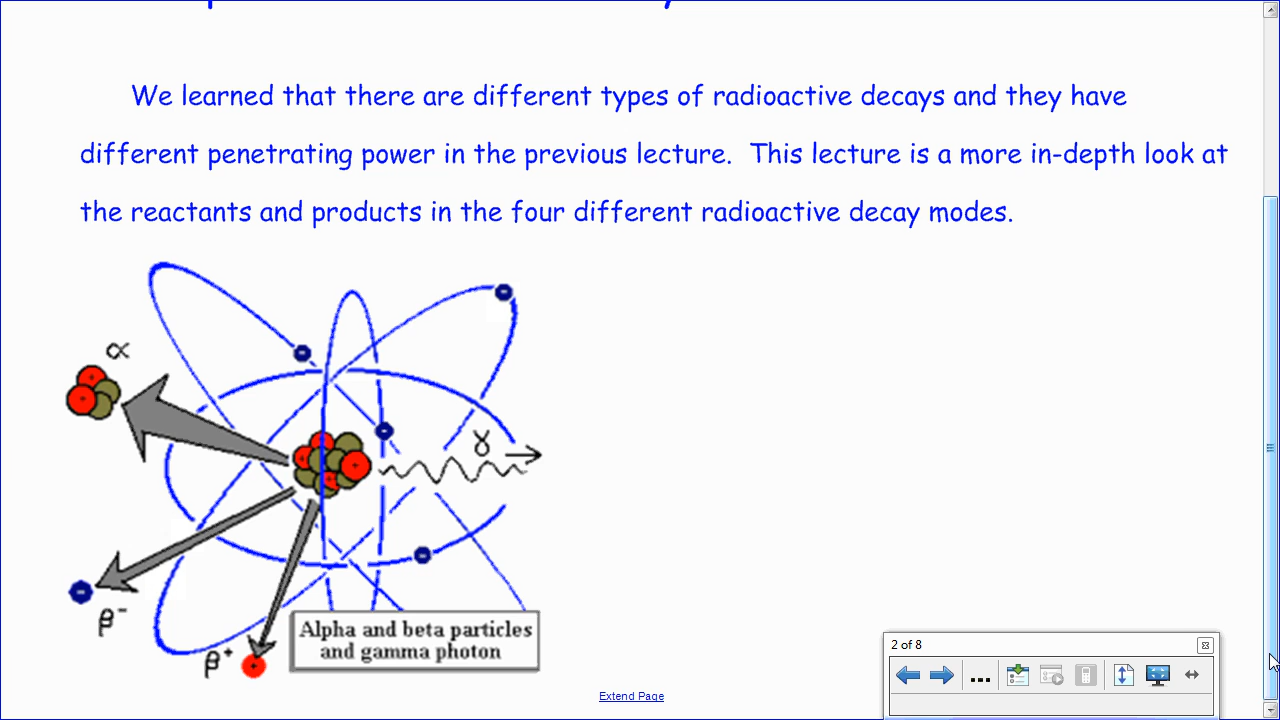 We learned that there are different types of radioactive decays and they have
different penetrating power in the previous lecture.  This lecture is a more in-depth look at
the reactants and products in the four different radioactive decay modes.
α
γ
β⁻
β⁺
Alpha and beta particles
and gamma photon
Extend Page
2 of 8
...